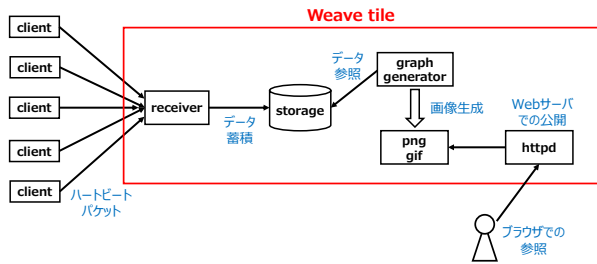 Weave tile
client
client
client
client
client
ハートビート
パケット
receiver
データ
蓄積
storage
データ
参照
graph
generator
画像生成
png
gif
Webサーバ
での公開
httpd
ブラウザでの
参照